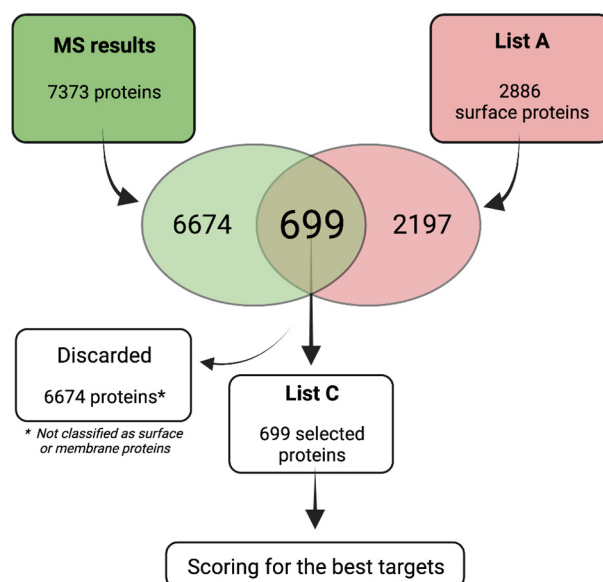 MS results
7373 proteins
List A
2886
surface proteins
6674
699
2197
Discarded
6674 proteins*
* Not classified as surface
or membrane proteins
List C
699 selected
proteins
Scoring for the best targets